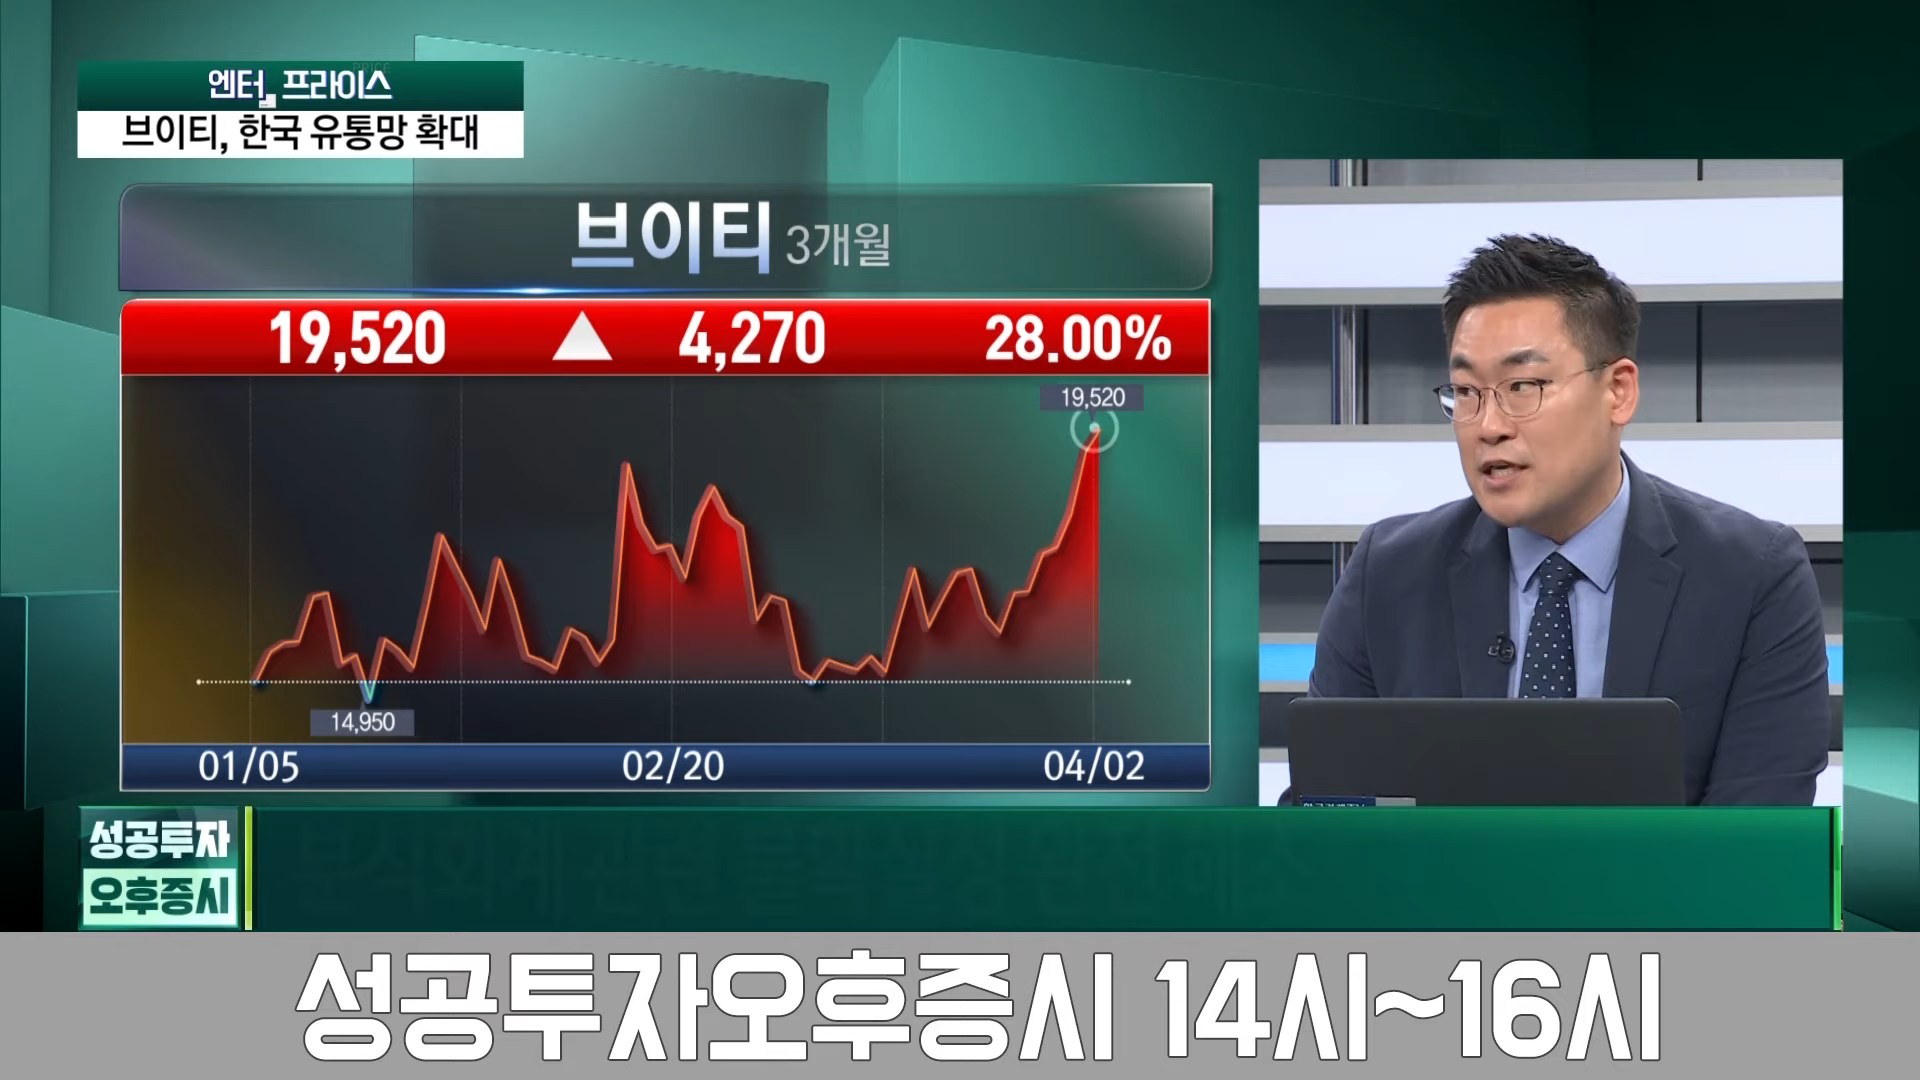 엔터 프라이스
브이티, 한국 유통망 확대
브이티 3개월
19,520 ▲ 4,270 28.00%
19,520
14,950
01/05 02/20 04/02
성공투자
오후증시
성공투자오후증시 14시~16시